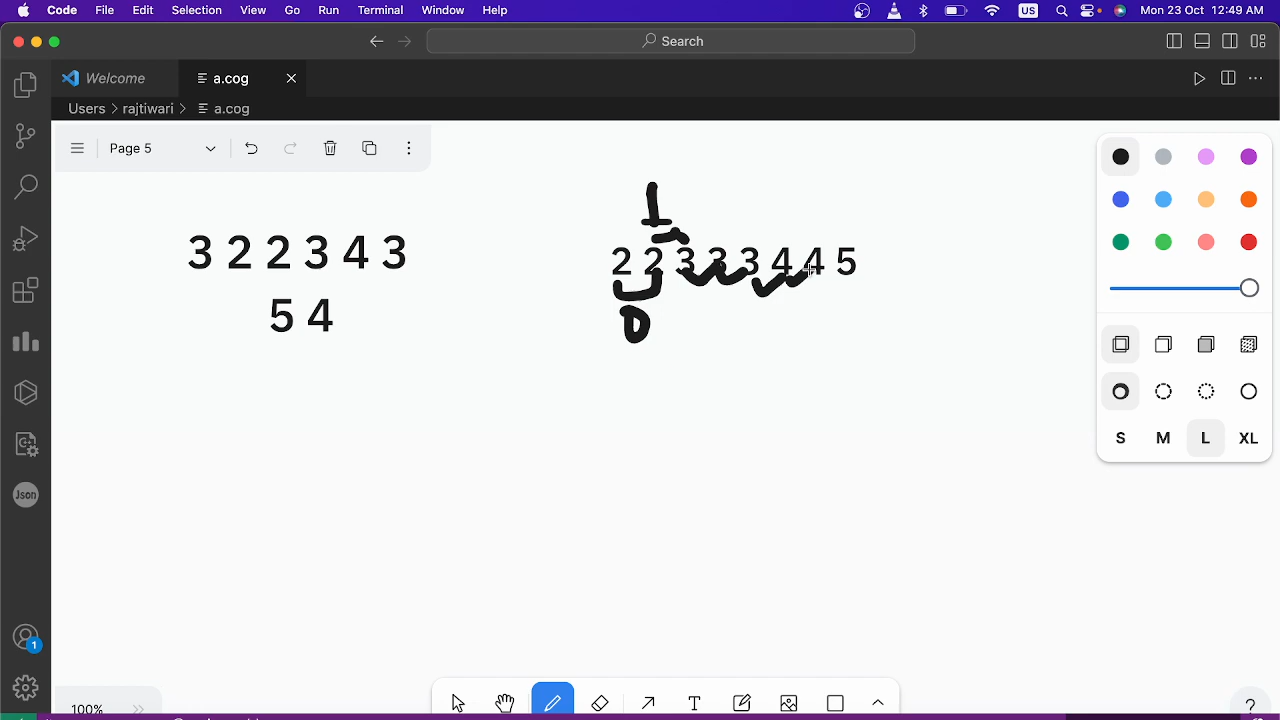 Code File Edit Selection View Go Run Terminal Window Help US Mon 23 Oct 12:49 AM
Search
Welcome a.cog
Users rajtiwari a.cog
Page 5
1
3 2 2 3 4 3
2 2 3 3 3 4 4 5
5 4
0
S M L XL
Json
1
100%
T
?